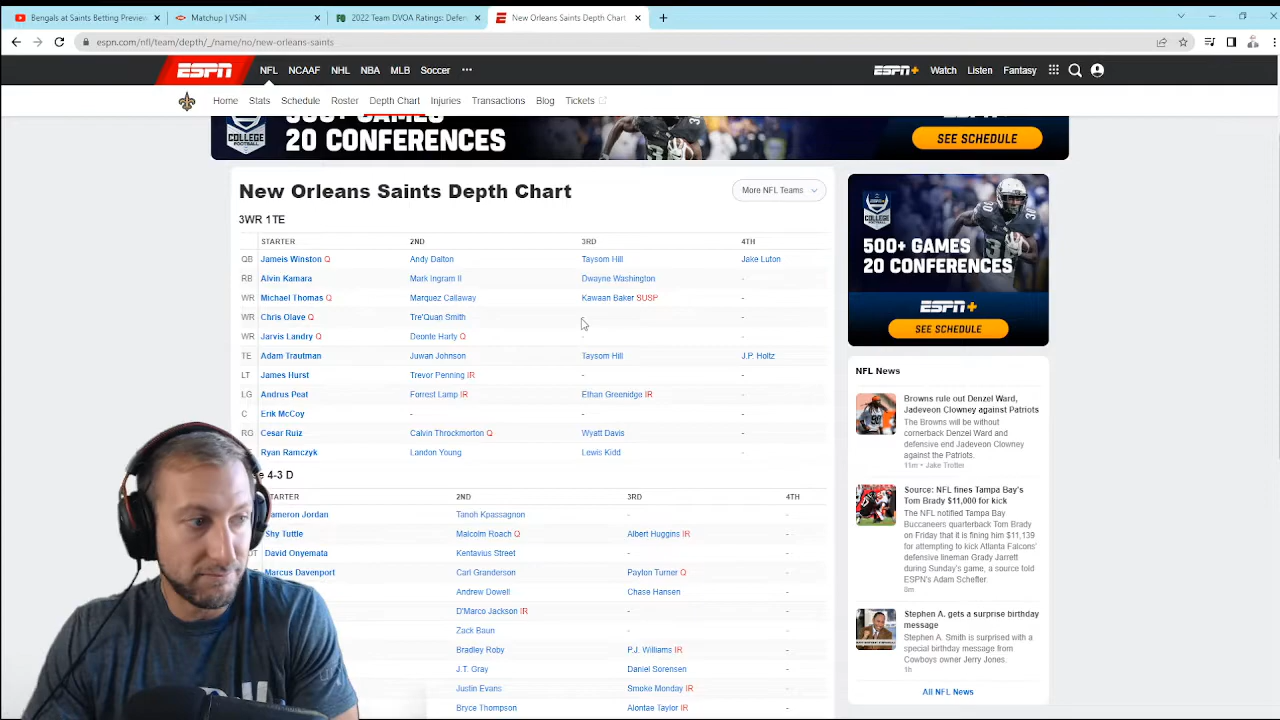 Bengals at Saints Betting Preview
Matchup | VSiN
2022 Team DVOA Ratings: Defen
New Orleans Saints Depth Chart
espn.com/nfl/team/depth/_/name/no/new-orleans-saints
ESPN NFL NCAAF NHL NBA MLB Soccer ESPN+ Watch Listen Fantasy
Home Stats Schedule Roster Depth Chart Injuries Transactions Blog Tickets
20 CONFERENCES
COLLEGE FOOTBALL
SEE SCHEDULE
New Orleans Saints Depth Chart
More NFL Teams
3WR 1TE
STARTER 2ND 3RD 4TH
QB Jameis Winston Q Andy Dalton Taysom Hill Jake Luton
RB Alvin Kamara Mark Ingram II Dwayne Washington -
WR Michael Thomas Q Marquez Callaway Kawaan Baker SUSP -
WR Chris Olave Q Tre'Quan Smith -
WR Jarvis Landry Q Deonte Harty Q - -
TE Adam Trautman Juwan Johnson Taysom Hill J.P. Holtz
LT James Hurst Trevor Penning IR - -
LG Andrus Peat Forrest Lamp IR Ethan Greenidge IR -
C Erik McCoy - - -
RG Cesar Ruiz Calvin Throckmorton Q Wyatt Davis -
Ryan Ramczyk Landon Young Lewis Kidd -
4-3 D
STARTER 2ND 3RD 4TH
Cameron Jordan Tanoh Kpassagnon - -
Shy Tuttle Malcolm Roach Q Albert Huggins IR -
David Onyemata Kentavius Street - -
Marcus Davenport Carl Granderson Payton Turner Q -
Andrew Dowell Chase Hansen -
D'Marco Jackson IR - -
Zack Baun - -
Bradley Roby P.J. Williams IR -
J.T. Gray Daniel Sorensen -
Justin Evans Smoke Monday IR -
Bryce Thompson Alontae Taylor IR -
ESPN
COLLEGE FOOTBALL
500+ GAMES
20 CONFERENCES
ESPN+
SEE SCHEDULE
NFL News
Browns rule out Denzel Ward,
Jadeveon Clowney against Patriots
The Browns will be without
cornerback Denzel Ward and
defensive end Jadeveon Clowney
against the Patriots.
11m • Jake Trotter
Source: NFL fines Tampa Bay's
Tom Brady $11,000 for kick
The NFL notified Tampa Bay
Buccaneers quarterback Tom Brady
on Friday that it is fining him $11,139
for attempting to kick Atlanta Falcons'
defensive lineman Grady Jarrett
during Sunday's game, a source told
ESPN's Adam Schefter.
Stephen A. gets a surprise birthday
message
Stephen A. Smith is surprised with a
special birthday message from
Cowboys owner Jerry Jones.
1h
All NFL News